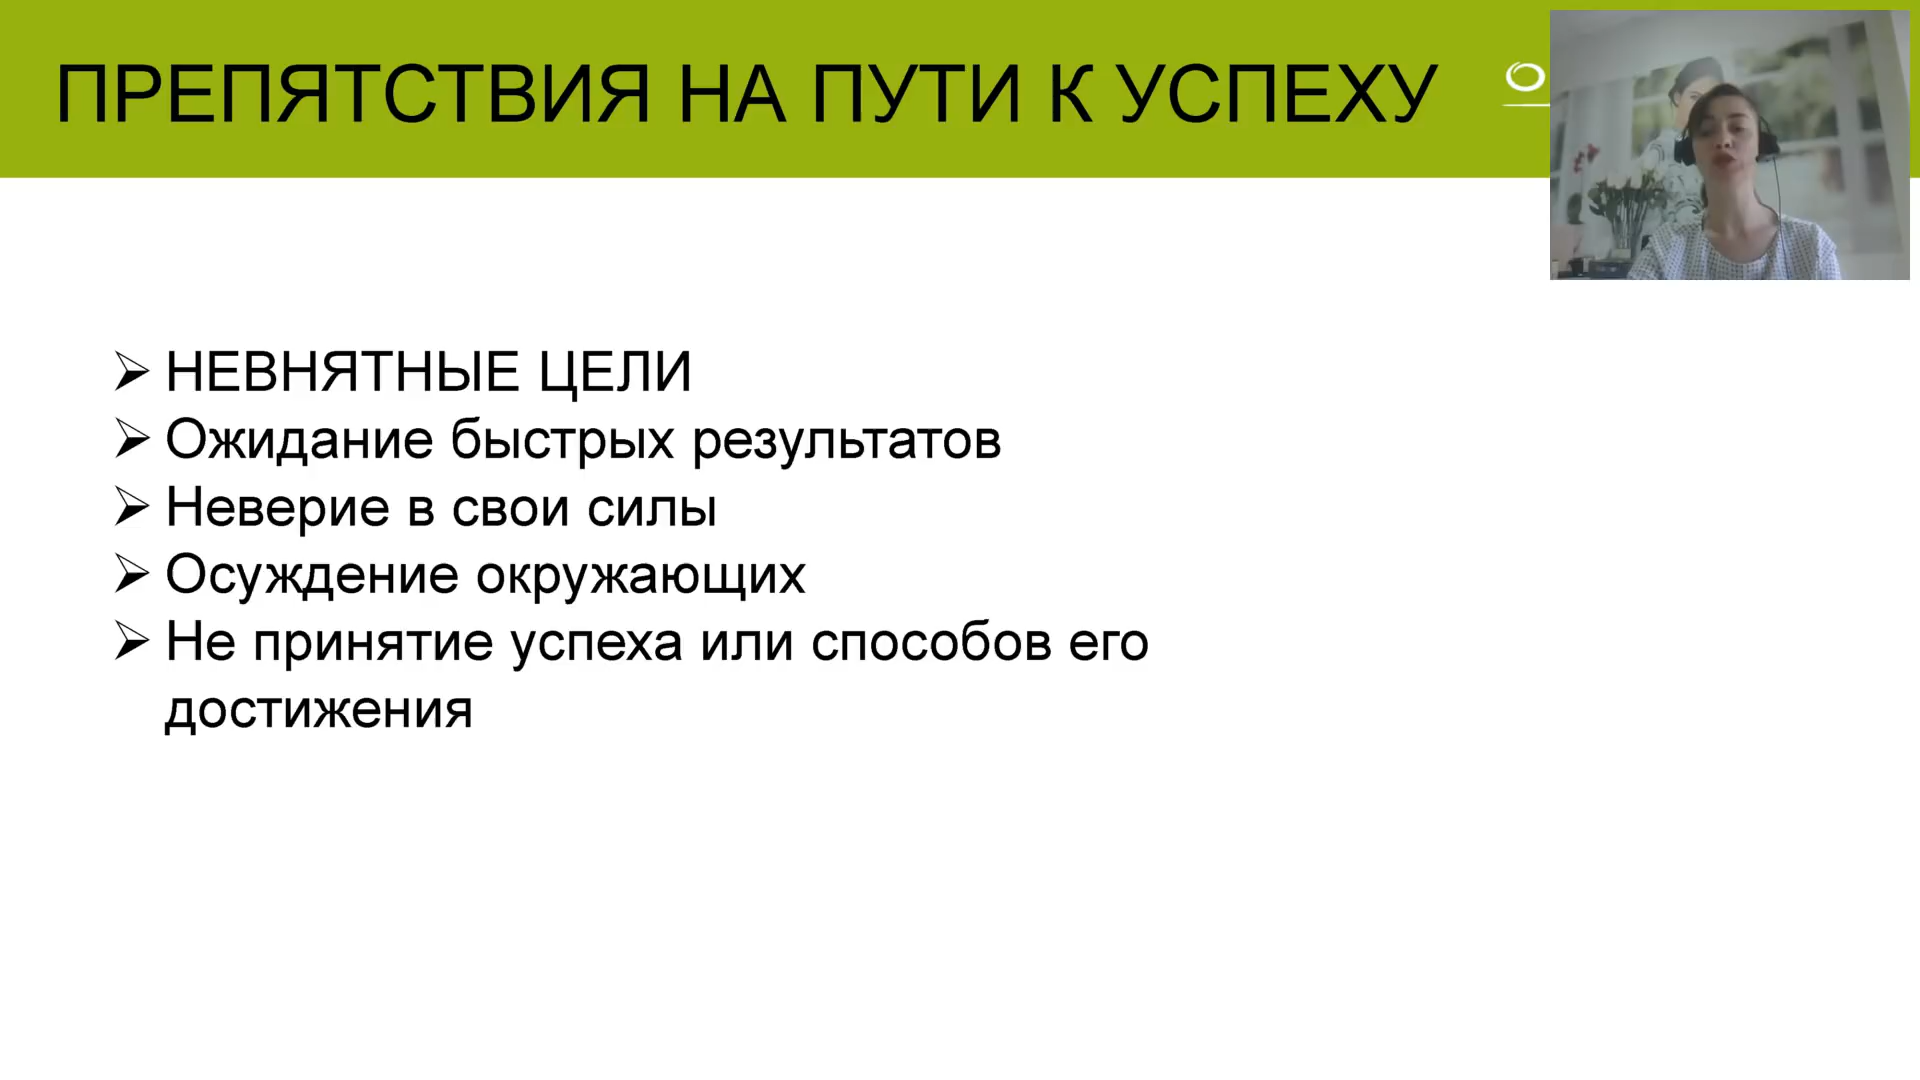 ПРЕПЯТСТВИЯ НА ПУТИ К УСПЕХУ
НЕВНЯТНЫЕ ЦЕЛИ
Ожидание быстрых результатов
Неверие в свои силы
Осуждение окружающих
Не принятие успеха или способов его
достижения